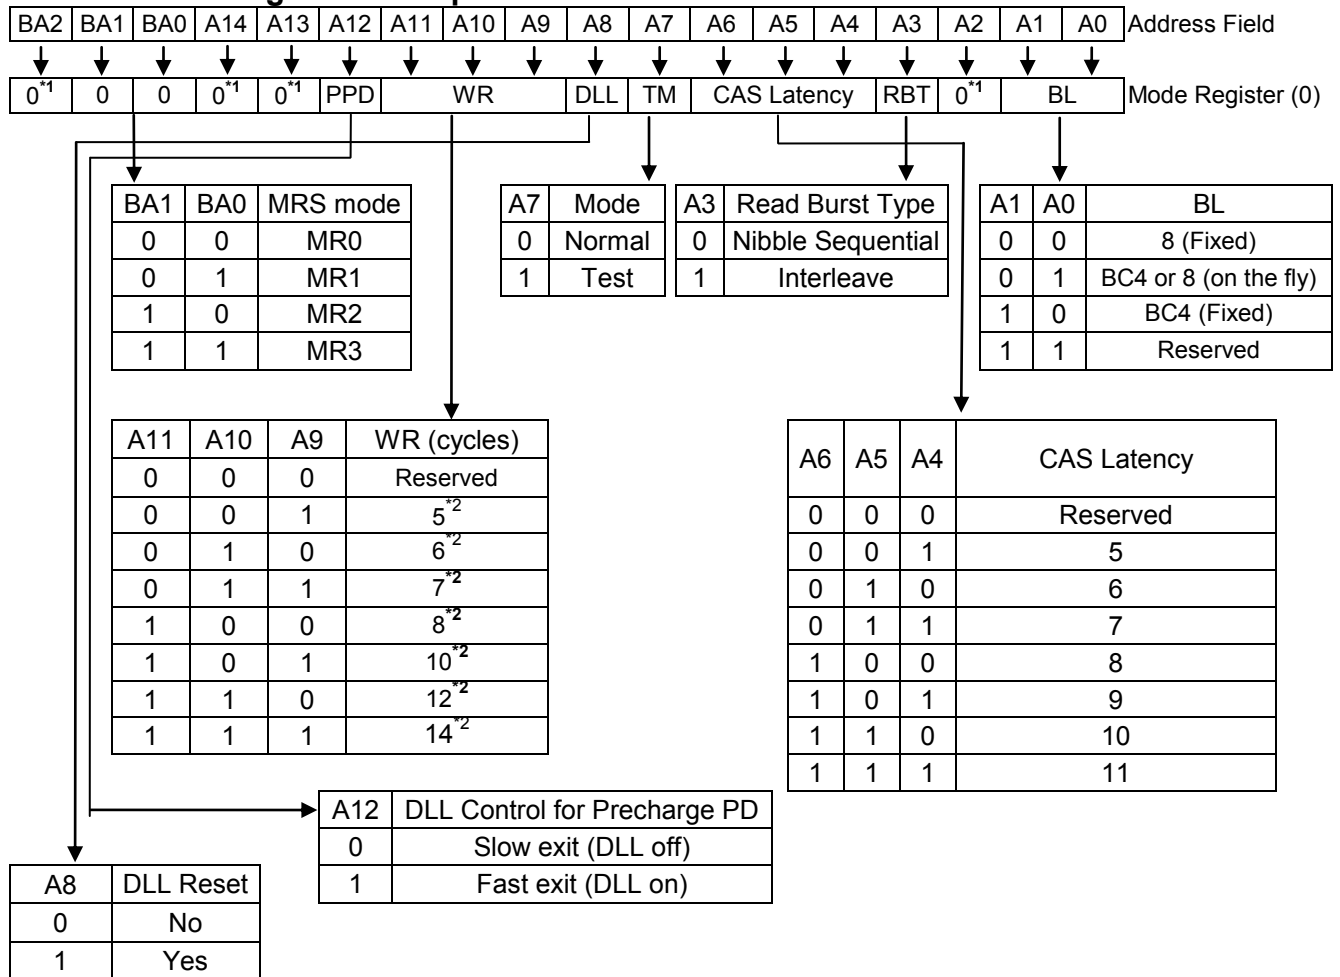 BA2 BA1 BA0 A14 A13 A12 A11 A10 A9 A8 A7 A6 A5 A4 A3 A2 A1 A0 Address Field
0*1 0 0 0*1 0*1 PPD WR DLL TM CAS Latency RBT 0*1 BL Mode Register (0)
BA1 BA0 MRS mode
0 0 MR0
0 1 MR1
1 0 MR2
1 1 MR3
A7 Mode
0 Normal
1 Test
A3 Read Burst Type
0 Nibble Sequential
1 Interleave
A1 A0 BL
0 0 8 (Fixed)
0 1 BC4 or 8 (on the fly)
1 0 BC4 (Fixed)
1 1 Reserved
A11 A10 A9 WR (cycles)
0 0 0 Reserved
0 0 1 5*2
0 1 0 6*2
0 1 1 7*2
1 0 0 8*2
1 0 1 10*2
1 1 0 12*2
1 1 1 14*2
A6 A5 A4 CAS Latency
0 0 0 Reserved
0 0 1 5
0 1 0 6
0 1 1 7
1 0 0 8
1 0 1 9
1 1 0 10
1 1 1 11
A12 DLL Control for Precharge PD
0 Slow exit (DLL off)
1 Fast exit (DLL on)
A8 DLL Reset
0 No
1 Yes